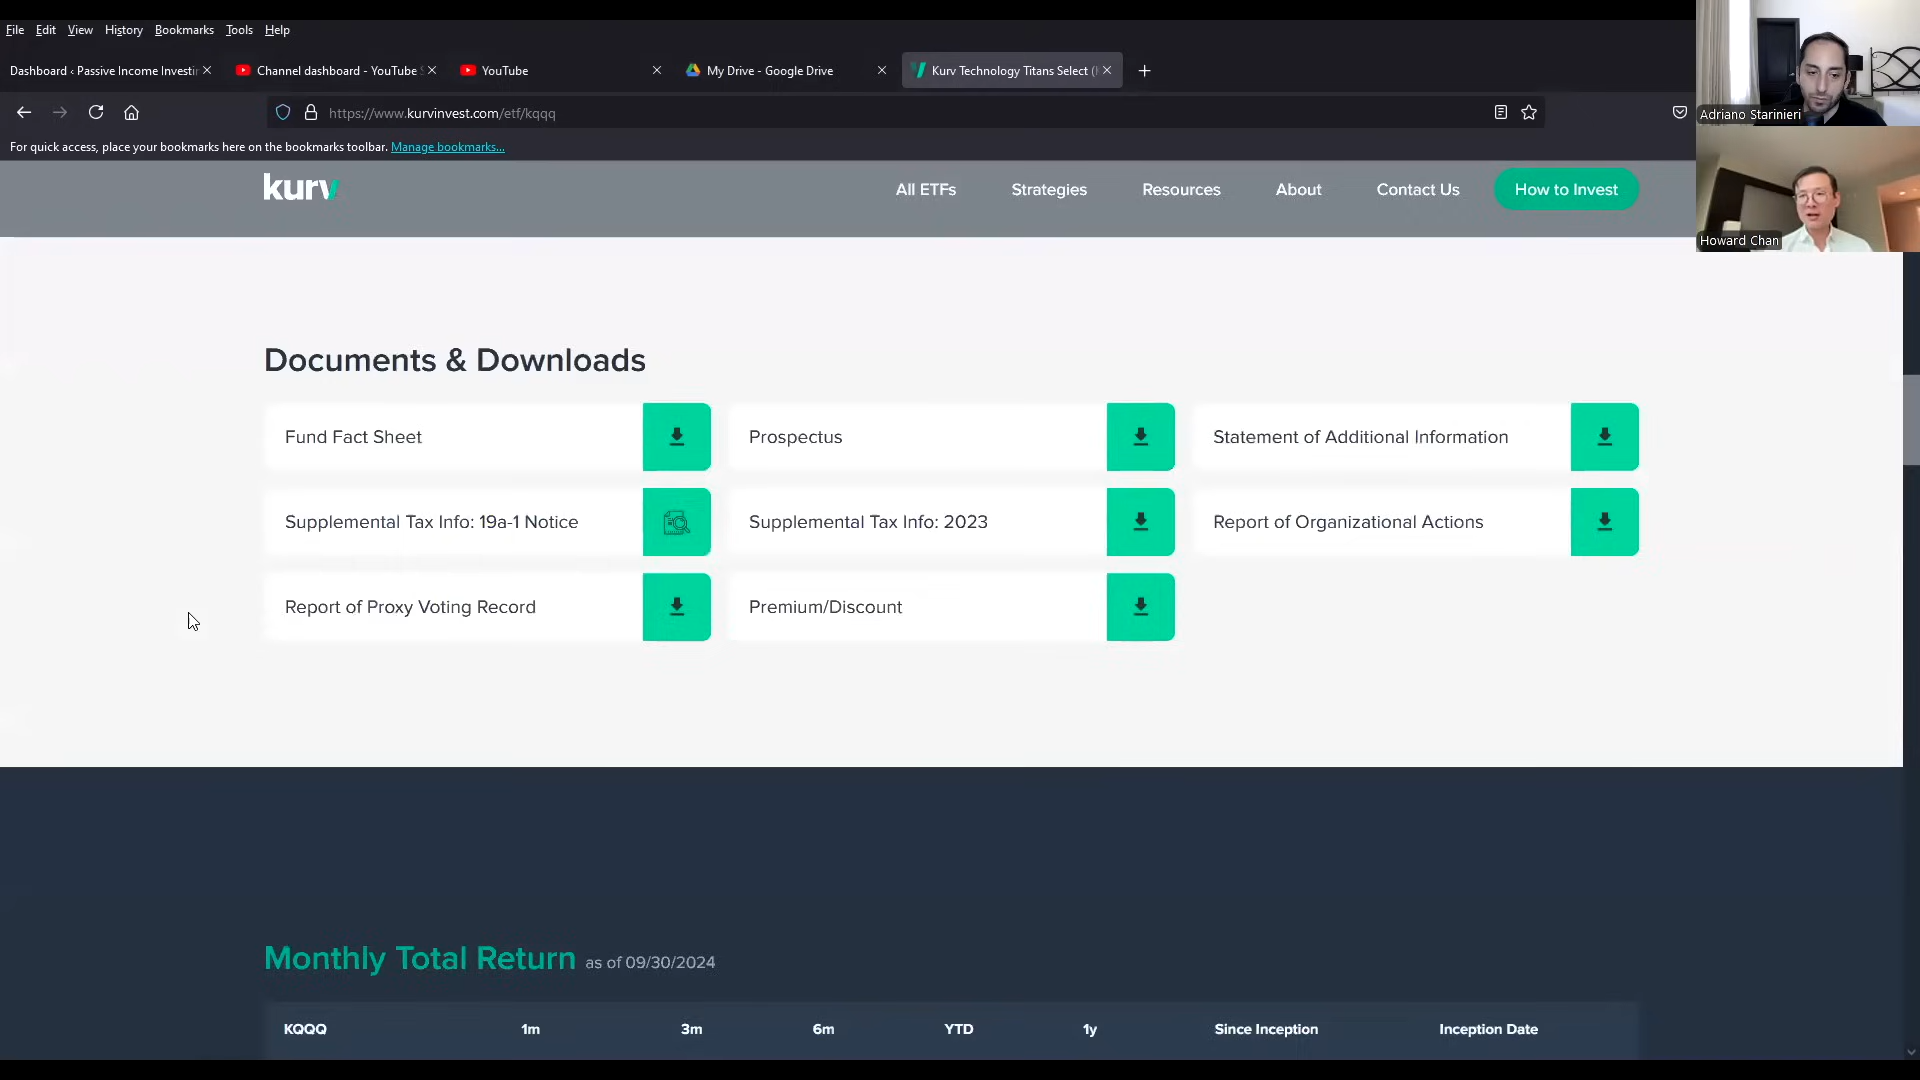 File Edit View History Bookmarks Tools Help
Dashboard ‹ Passive Income Investi
Channel dashboard - YouTube S
YouTube
My Drive - Google Drive
Kurv Technology Titans Select (
https://www.kurvinvest.com/etf/kqqq
For quick access, place your bookmarks here on the bookmarks toolbar. Manage bookmarks...
Adriano Starinieri
Howard Chan
kurv
All ETFs Strategies Resources About Contact Us How to Invest
Documents & Downloads
Fund Fact Sheet
Prospectus
Statement of Additional Information
Supplemental Tax Info: 19a-1 Notice
Supplemental Tax Info: 2023
Report of Organizational Actions
Report of Proxy Voting Record
Premium/Discount
Monthly Total Return as of 09/30/2024
KQQQ 1m 3m 6m YTD 1y Since Inception Inception Date